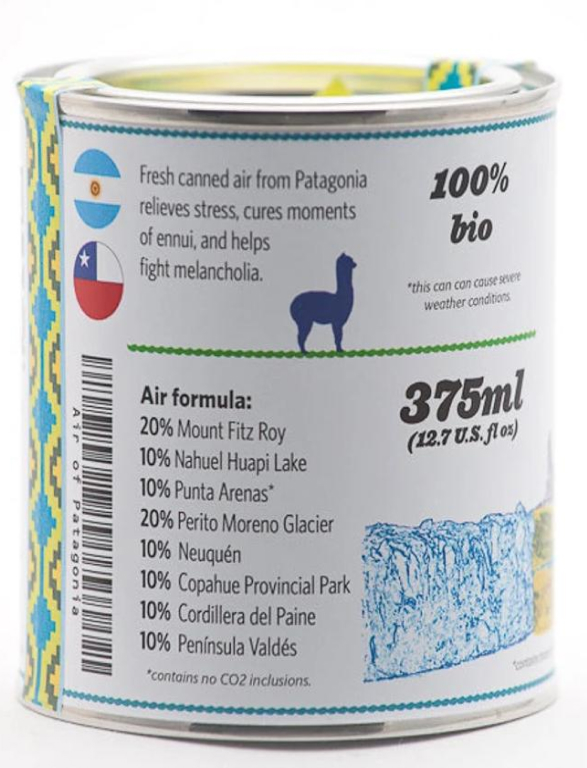 Fresh canned air from Patagonia
relieves stress, cures moments
of ennui, and helps
fight melancholia.
100%
bio
*this can can cause severe
weather conditions.
Air formula:
20% Mount Fitz Roy
10% Nahuel Huapi Lake
10% Punta Arenas*
20% Perito Moreno Glacier
10% Neuquén
10% Copahue Provincial Park
10% Cordillera del Paine
10% Península Valdés
*contains no CO2 inclusions.
375ml
(12.7 U.S. fl oz)
Air of Patagonia